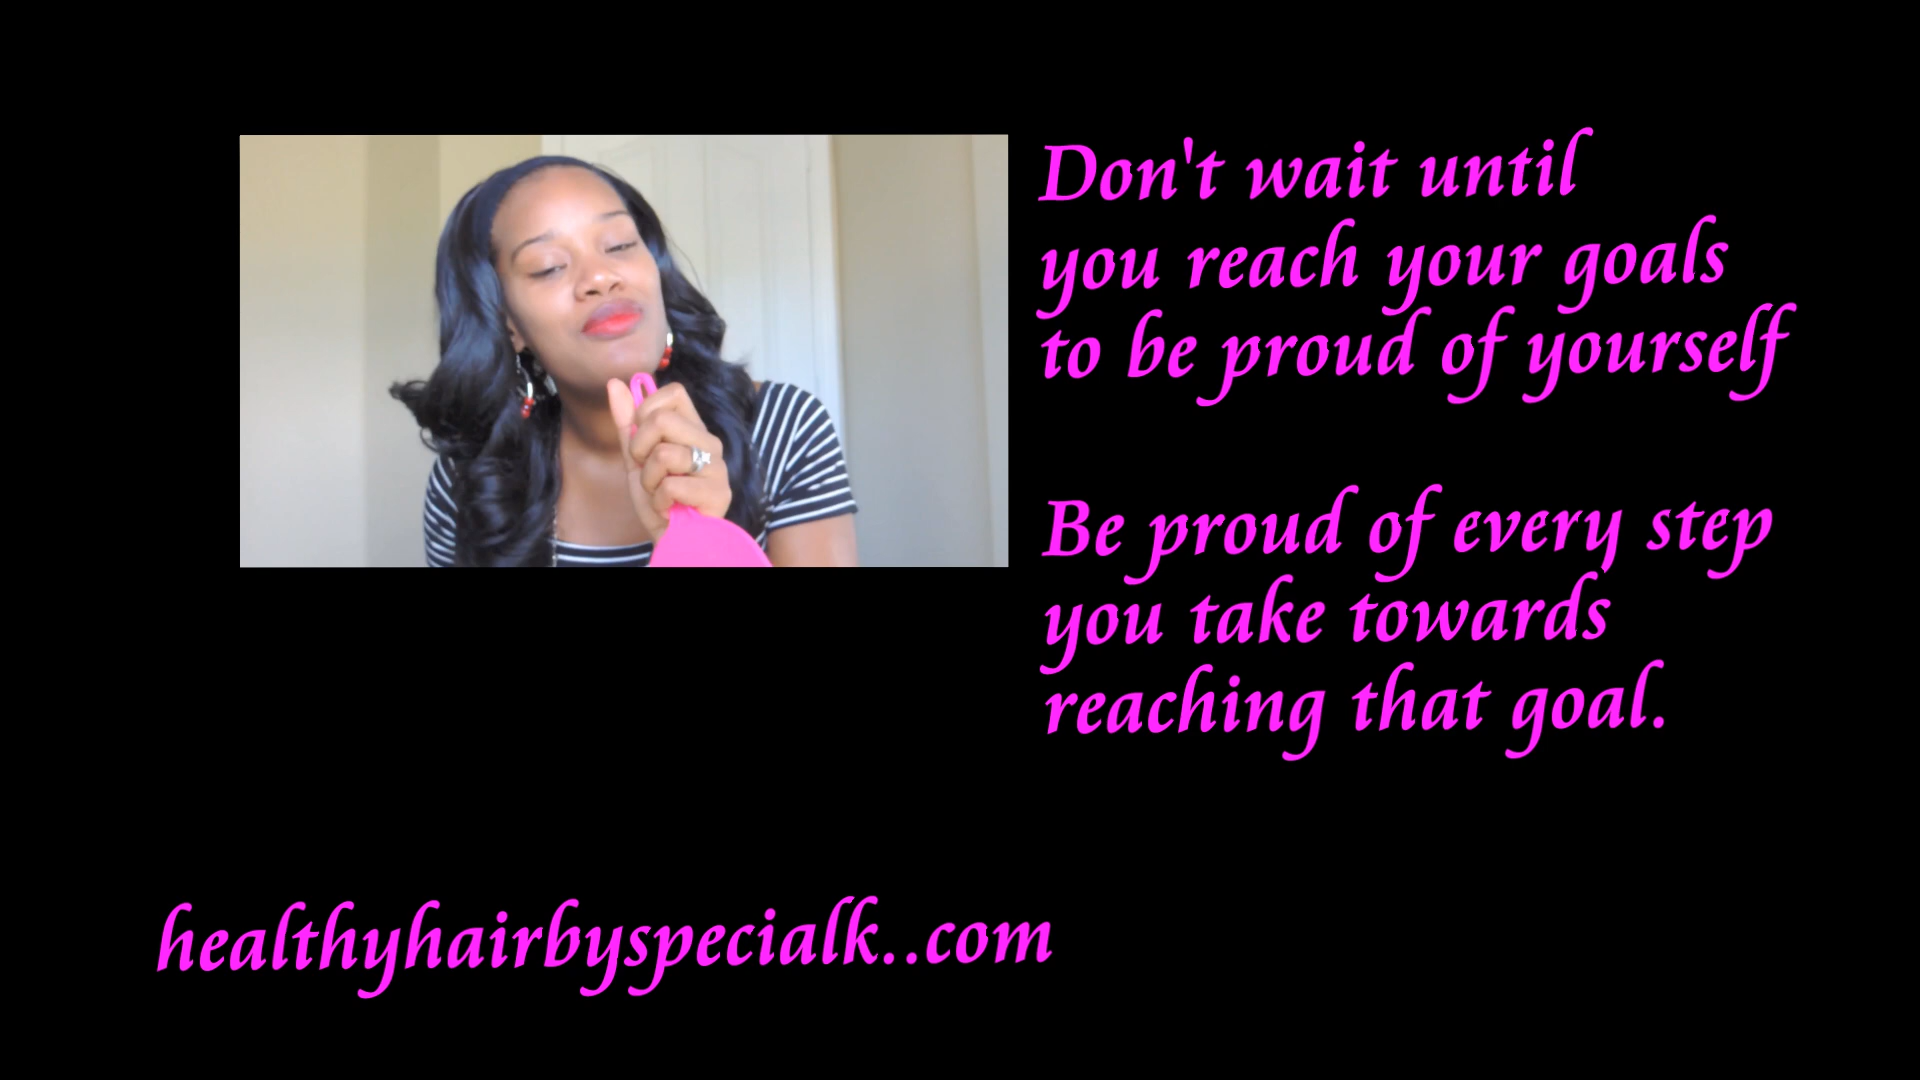 Don't wait until
you reach your goals
to be proud of yourself
Be proud of every step
you take towards
reaching that goal.
healthyhairbyspecialk..com